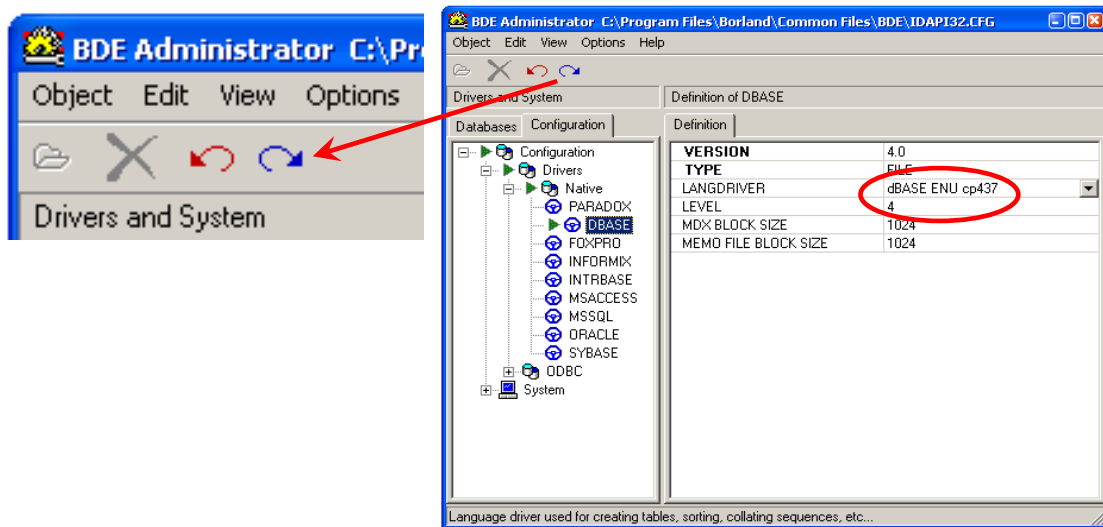 BDE Administrator C:\Pr
Object Edit View Options
Drivers and System
BDE Administrator C:\Program Files\Borland\Common Files\BDE\IDAPI32.CFG
Object Edit View Options Help
Drivers and System Definition of DBASE
Databases Configuration Definition
Configuration
Drivers
Native
PARADOX
DBASE
FOXPRO
INFORMIX
INTRBASE
MSACCESS
MSSQL
ORACLE
SYBASE
ODBC
System
VERSION 4.0
TYPE FILE
LANGDRIVER dBASE ENU cp437
LEVEL 4
MDX BLOCK SIZE 1024
MEMO FILE BLOCK SIZE 1024
Language driver used for creating tables, sorting, collating sequences, etc...